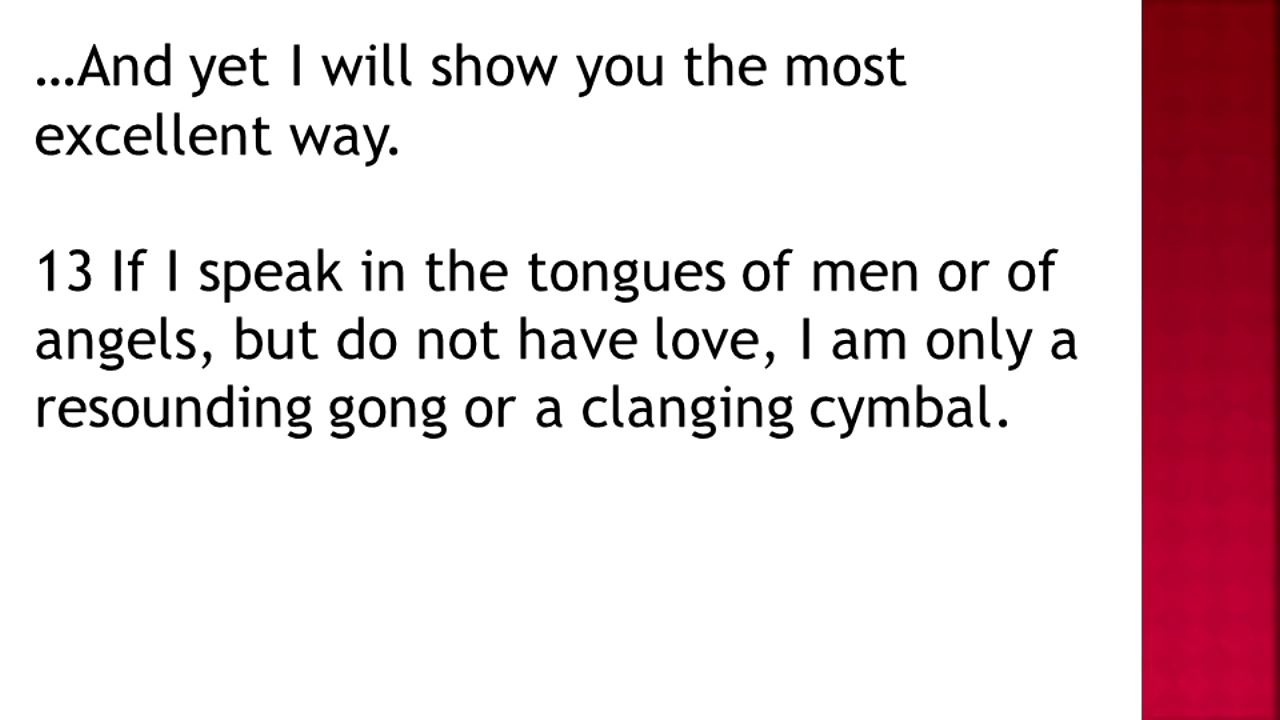 …And yet I will show you the most
excellent way.
13 If I speak in the tongues of men or of
angels, but do not have love, I am only a
resounding gong or a clanging cymbal.